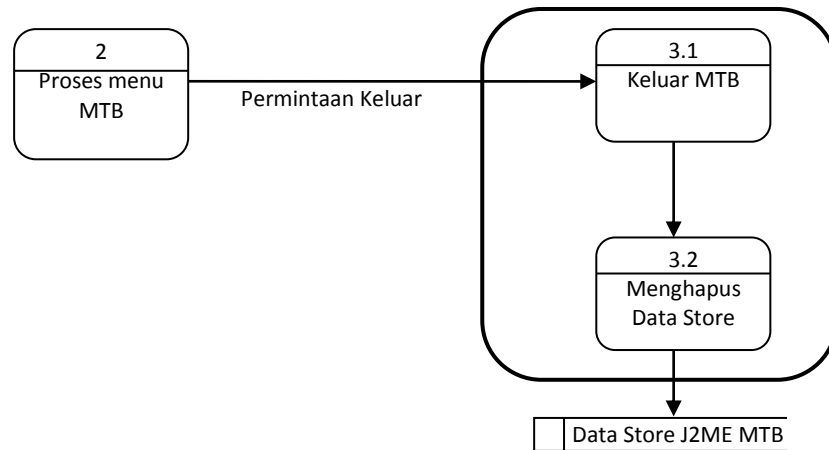 2
Proses menu
MTB
Permintaan Keluar
3.1
Keluar MTB
3.2
Menghapus
Data Store
Data Store J2ME MTB